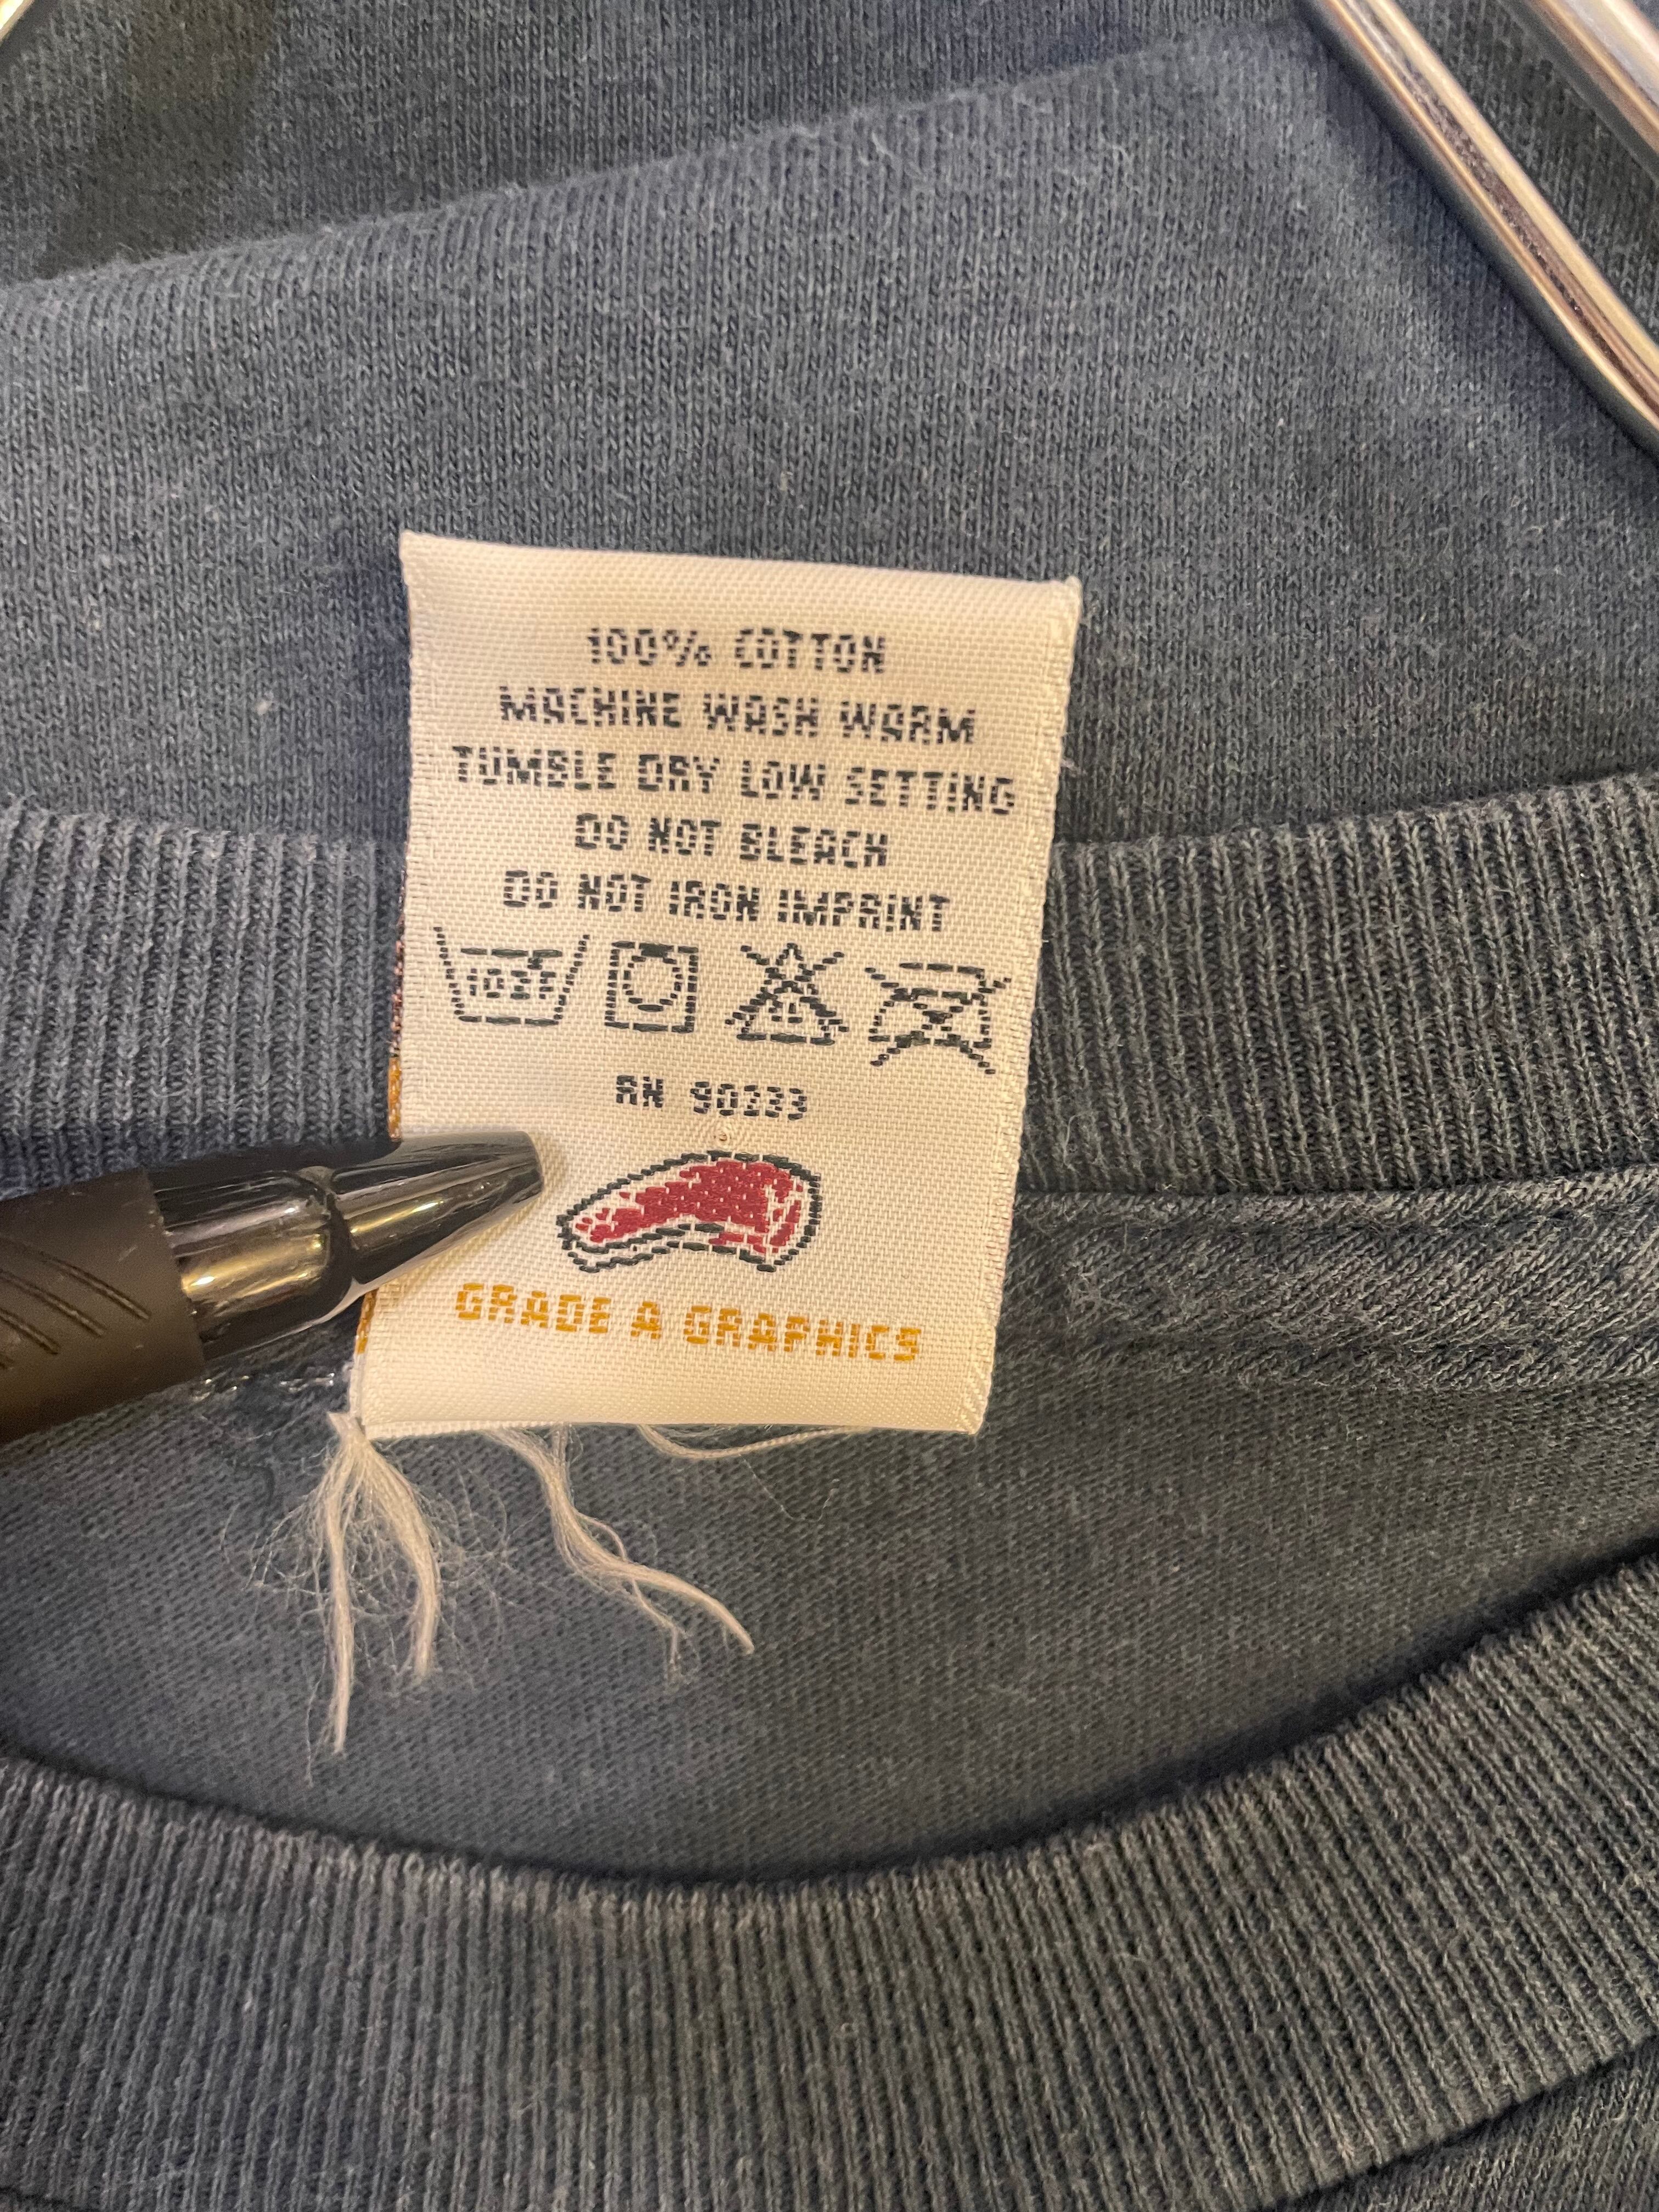 100% COTTON
MACHINE WASH WARM
TUMBLE DRY LOW SETTING
DO NOT BLEACH
DO NOT IRON IMPRINT
102F
RN 90233
GRADE A GRAPHICS